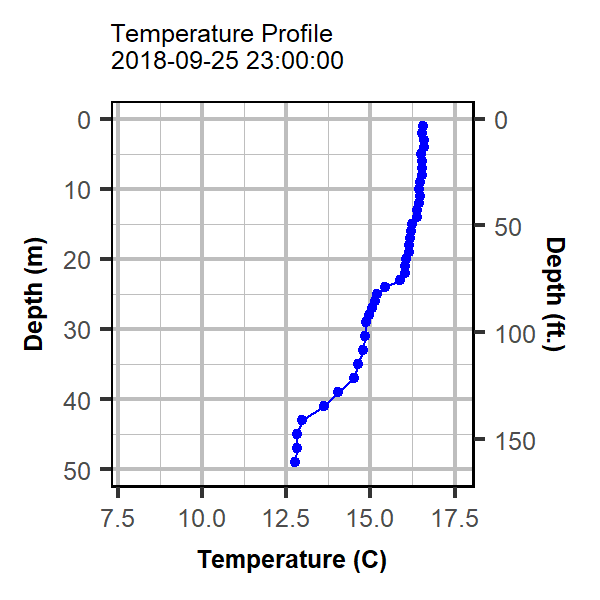 Temperature Profile
2018-09-25 23:00:00
0
10
20
30
40
50
Depth (m)
0
50
100
150
Depth (ft.)
7.5 10.0 12.5 15.0 17.5
Temperature (C)